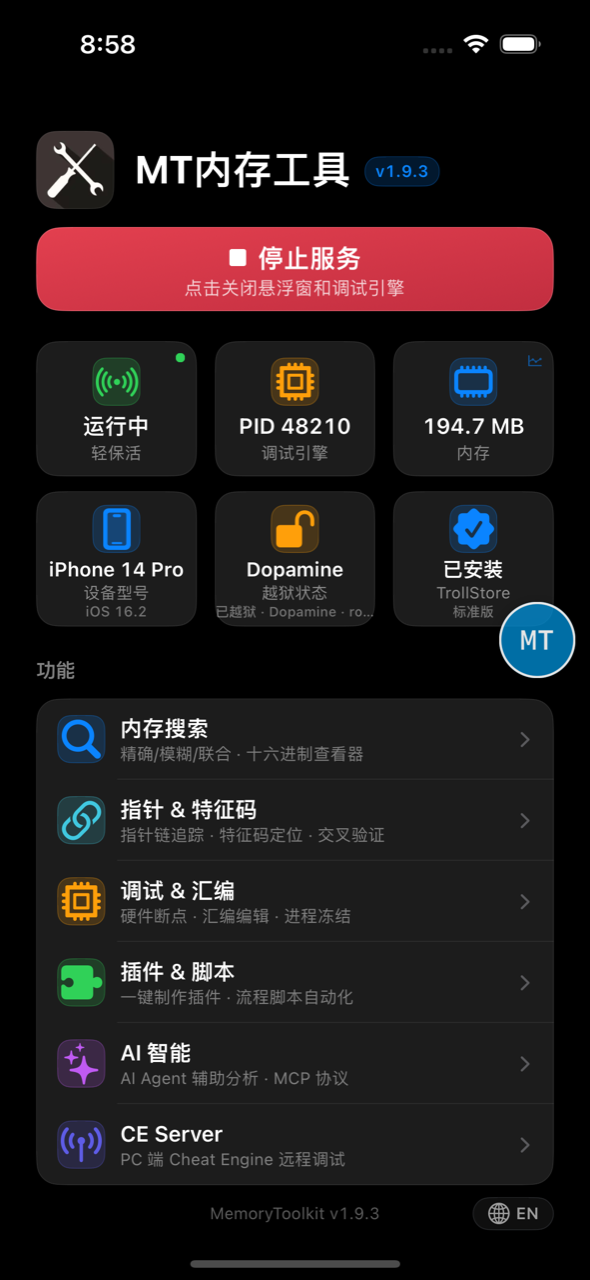 8:58
MT内存工具 v1.9.3
停止服务
点击关闭悬浮窗和调试引擎
运行中
轻保活
PID 48210
调试引擎
194.7 MB
内存
iPhone 14 Pro
设备型号
iOS 16.2
Dopamine
越狱状态
已越狱 · Dopamine · ro...
已安装
TrollStore
标准版
MT
功能
内存搜索
精确/模糊/联合 · 十六进制查看器
指针 & 特征码
指针链追踪 · 特征码定位 · 交叉验证
调试 & 汇编
硬件断点 · 汇编编辑 · 进程冻结
插件 & 脚本
一键制作插件 · 流程脚本自动化
AI 智能
AI Agent 辅助分析 · MCP 协议
CE Server
PC 端 Cheat Engine 远程调试
MemoryToolkit v1.9.3
EN